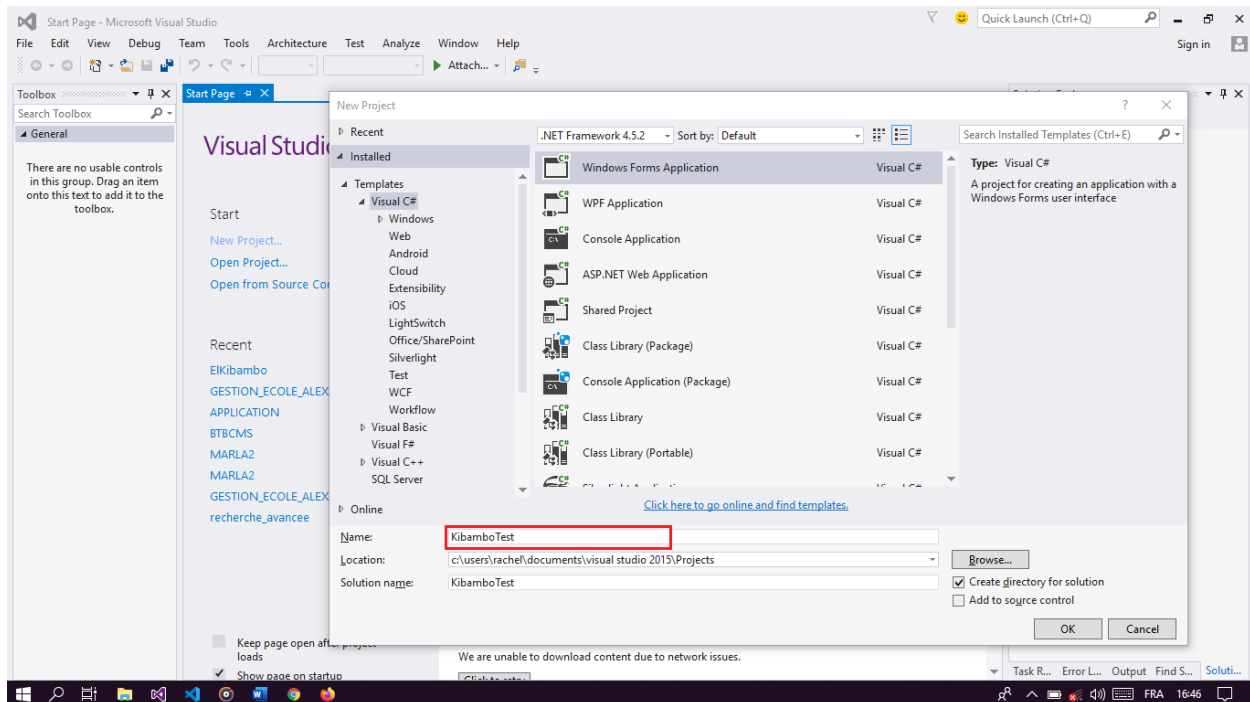 Start Page - Microsoft Visual Studio
Quick Launch (Ctrl+Q)
File Edit View Debug Team Tools Architecture Test Analyze Window Help
Sign in
Attach...
Toolbox
Start Page
Search Toolbox
General
There are no usable controls
in this group. Drag an item
onto this text to add it to the
toolbox.
Visual Studi
Start
New Project...
Open Project...
Open from Source Co
Recent
ElKibambo
GESTION_ECOLE_ALEX
APPLICATION
BTBCMS
MARLA2
MARLA2
GESTION_ECOLE_ALEX
recherche_avancee
Keep page open after project
loads
Show page on startup
New Project
Recent
Installed
Templates
Visual C#
Windows
Web
Android
Cloud
Extensibility
iOS
LightSwitch
Office/SharePoint
Silverlight
Test
WCF
Workflow
Visual Basic
Visual F#
Visual C++
SQL Server
Online
.NET Framework 4.5.2 Sort by: Default
Search Installed Templates (Ctrl+E)
Windows Forms Application Visual C#
WPF Application Visual C#
Console Application Visual C#
ASP.NET Web Application Visual C#
Shared Project Visual C#
Class Library (Package) Visual C#
Console Application (Package) Visual C#
Class Library Visual C#
Class Library (Portable) Visual C#
Type: Visual C#
A project for creating an application with a
Windows Forms user interface
Click here to go online and find templates.
Name: KibamboTest
Location: c:\users\rachel\documents\visual studio 2015\Projects
Browse...
Solution name: KibamboTest
Create directory for solution
Add to source control
OK Cancel
We are unable to download content due to network issues.
Click to retry
Task R... Error L... Output Find S... Soluti...
FRA 16:46